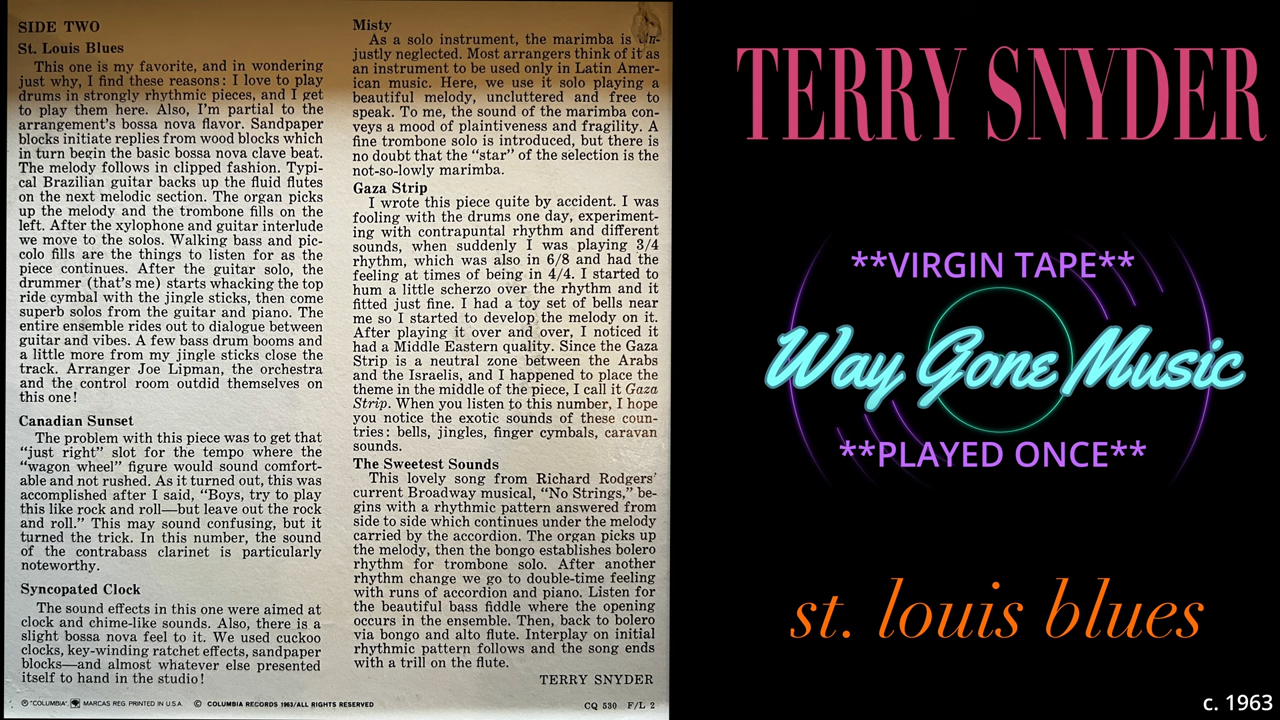 SIDE TWO
St. Louis Blues
This one is my favorite, and in wondering
just why, I find these reasons: I love to play
drums in strongly rhythmic pieces, and I get
to play them here. Also, I'm partial to the
arrangement's bossa nova flavor. Sandpaper
blocks initiate replies from wood blocks which
in turn begin the basic bossa nova clave beat.
The melody follows in clipped fashion. Typi-
cal Brazilian guitar backs up the fluid flutes
on the next melodic section. The organ picks
up the melody and the trombone fills on the
left. After the xylophone and guitar interlude
we move to the solos. Walking bass and pic-
colo fills are the things to listen for as the
piece continues. After the guitar solo, the
drummer (that's me) starts whacking the top
ride cymbal with the jingle sticks, then come
superb solos from the guitar and piano. The
entire ensemble rides out to dialogue between
guitar and vibes. A few bass drum booms and
a little more from my jingle sticks close the
track. Arranger Joe Lipman, the orchestra
and the control room outdid themselves on
this one!
Canadian Sunset
The problem with this piece was to get that
"just right" slot for the tempo where the
"wagon wheel" figure would sound comfort-
able and not rushed. As it turned out, this was
accomplished after I said, "Boys, try to play
this like rock and roll—but leave out the rock
and roll." This may sound confusing, but it
turned the trick. In this number, the sound
of the contrabass clarinet is particularly
noteworthy.
Syncopated Clock
The sound effects in this one were aimed at
clock and chime-like sounds. Also, there is a
slight bossa nova feel to it. We used cuckoo
clocks, key-winding ratchet effects, sandpaper
blocks—and almost whatever else presented
itself to hand in the studio!
Misty
As a solo instrument, the marimba is un-
justly neglected. Most arrangers think of it as
an instrument to be used only in Latin Amer-
ican music. Here, we use it solo playing a
beautiful melody, uncluttered and free to
speak. To me, the sound of the marimba con-
veys a mood of plaintiveness and fragility. A
fine trombone solo is introduced, but there is
no doubt that the "star" of the selection is the
not-so-lowly marimba.
Gaza Strip
I wrote this piece quite by accident. I was
fooling with the drums one day, experiment-
ing with contrapuntal rhythm and different
sounds, when suddenly I was playing 3/4
rhythm, which was also in 6/8 and had the
feeling at times of being in 4/4. I started to
hum a little scherzo over the rhythm and it
fitted just fine. I had a toy set of bells near
me so I started to develop the melody on it.
After playing it over and over, I noticed it
had a Middle Eastern quality. Since the Gaza
Strip is a neutral zone between the Arabs
and the Israelis, and I happened to place the
theme in the middle of the piece, I call it Gaza
Strip. When you listen to this number, I hope
you notice the exotic sounds of these coun-
tries: bells, jingles, finger cymbals, caravan
sounds.
The Sweetest Sounds
This lovely song from Richard Rodgers'
current Broadway musical, "No Strings," be-
gins with a rhythmic pattern answered from
side to side which continues under the melody
carried by the accordion. The organ picks up
the melody, then the bongo establishes bolero
rhythm for trombone solo. After another
rhythm change we go to double-time feeling
with runs of accordion and piano. Listen for
the beautiful bass fiddle where the opening
occurs in the ensemble. Then, back to bolero
via bongo and alto flute. Interplay on initial
rhythmic pattern follows and the song ends
with a trill on the flute.
TERRY SNYDER
℗ "COLUMBIA", MARCAS REG. PRINTED IN U.S.A. © COLUMBIA RECORDS 1963/ALL RIGHTS RESERVED
CQ 530 F/L 2
TERRY SNYDER
**VIRGIN TAPE**
Way Gone Music
**PLAYED ONCE**
st. louis blues
c. 1963